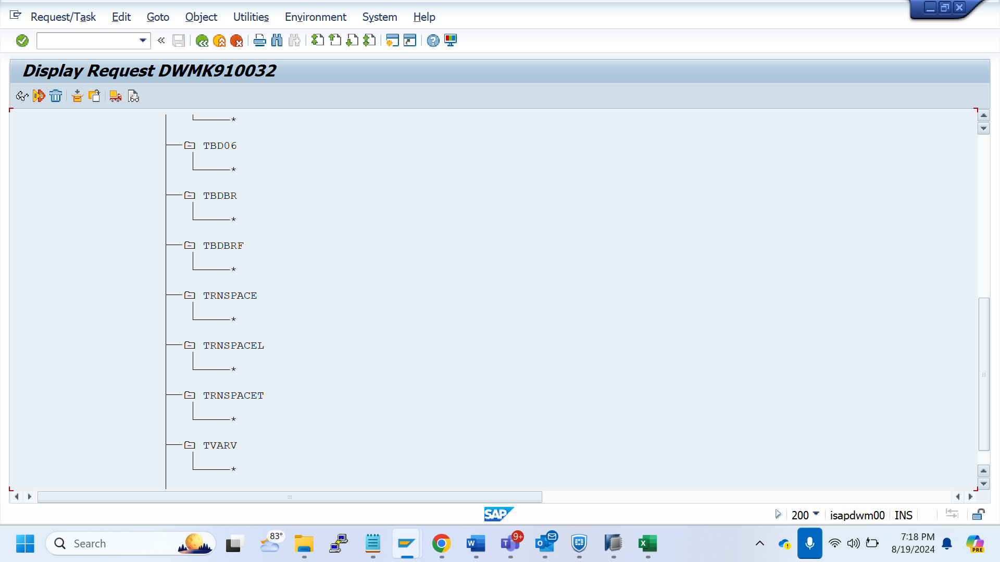 Request/Task Edit Goto Object Utilities Environment System Help
Display Request DWMK910032
*
TBD06
*
TBDBR
*
TBDBRF
*
TRNSPACE
*
TRNSPACEL
*
TRNSPACET
*
TVARV
*
SAP 200 isapdwm00 INS
Search 83° 9+ 7:18 PM
8/19/2024 PRE